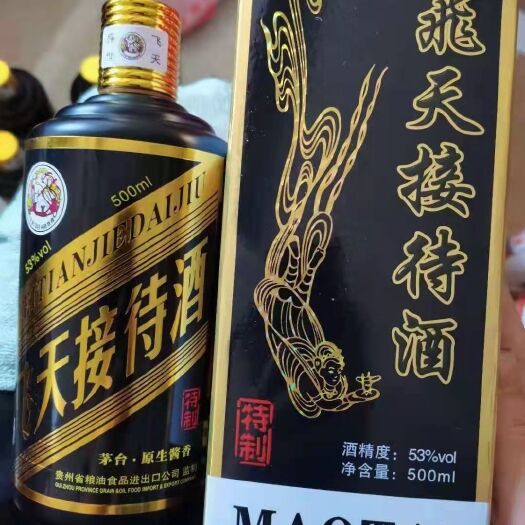 飞天
500ml
53%vol
TIANJIEDAIJIU
天接待酒
特制
茅台·原生酱香
贵州省粮油食品进出口公司 监制
GUIZHOU PROVINCE GRAIN &OIL FOOD IMPORT & EXPORT COMPANY
飛天接待酒
特制
酒精度：53%vol
净含量：500ml